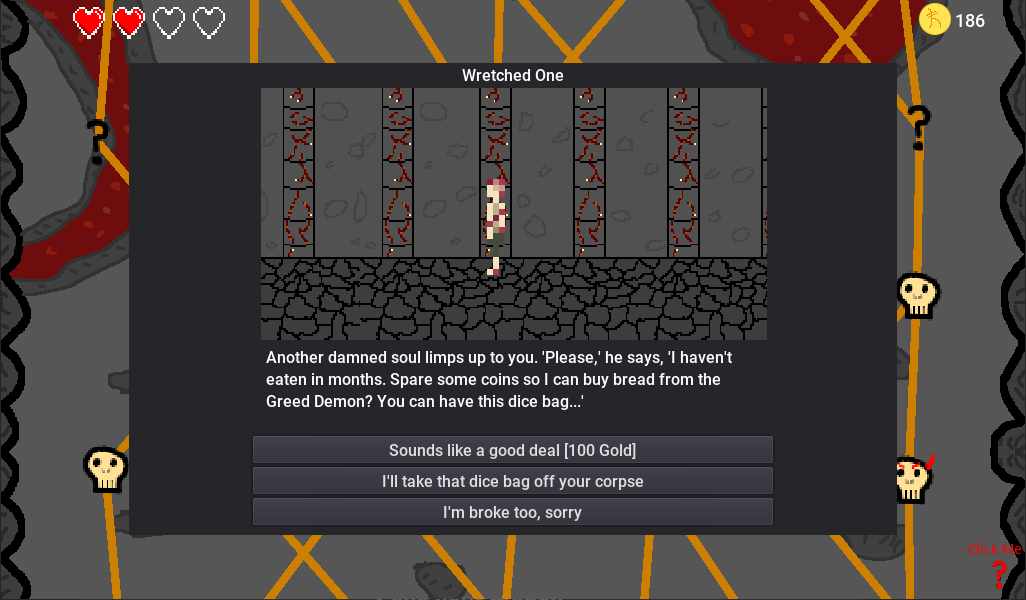 186
Wretched One
Another damned soul limps up to you. 'Please,' he says, 'I haven't
eaten in months. Spare some coins so I can buy bread from the
Greed Demon? You can have this dice bag...'
Sounds like a good deal [100 Gold]
I'll take that dice bag off your corpse
I'm broke too, sorry
?
?
Click Me
?